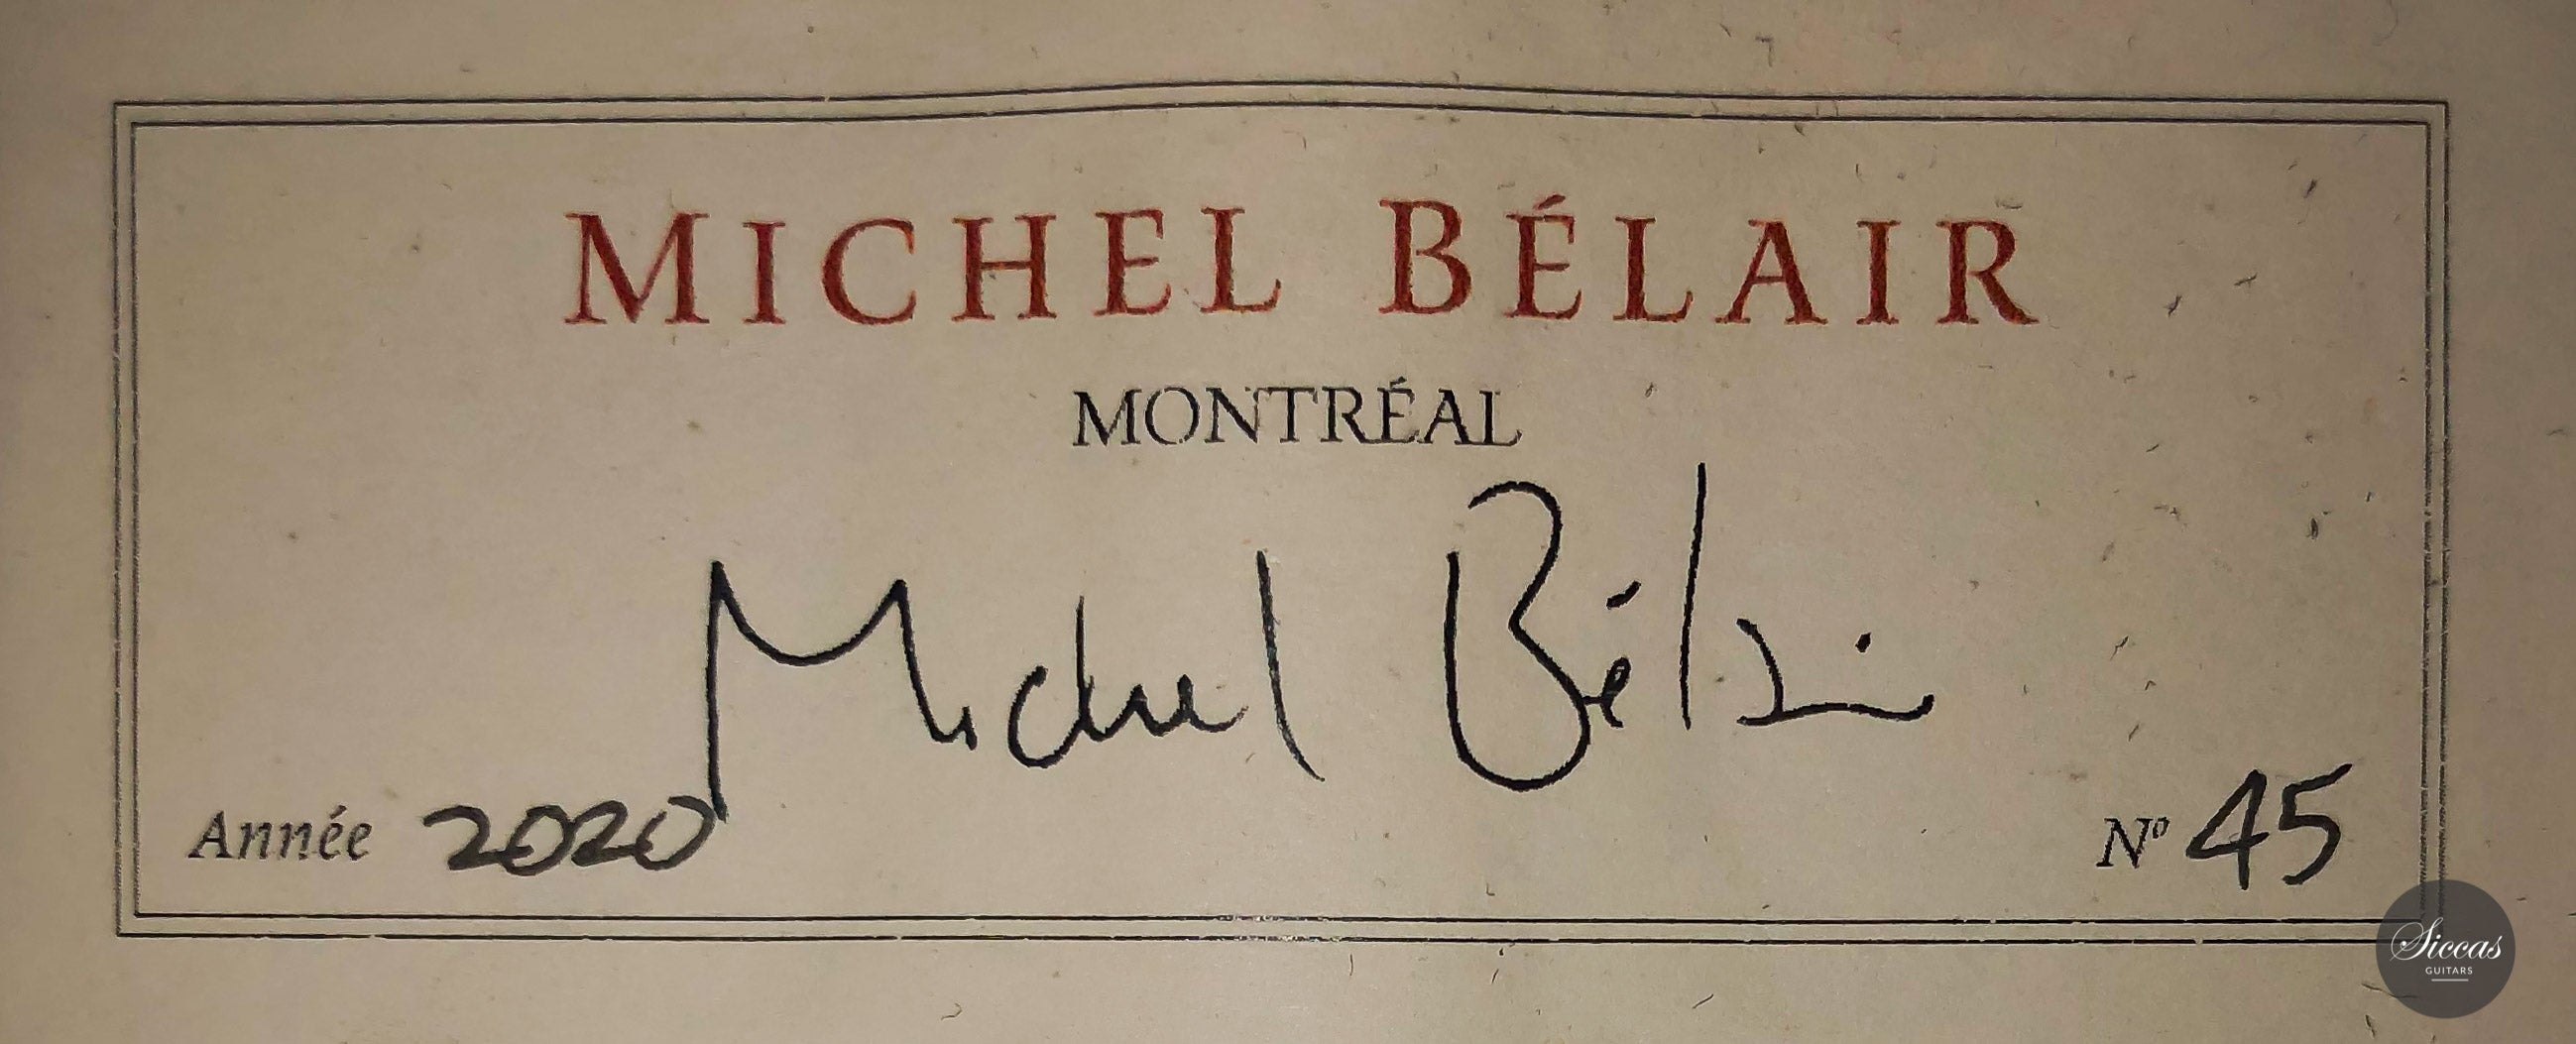 MICHEL BÉLAIR
MONTRÉAL
Michel Bélair
Année 2020
Nº 45
Siccas
GUITARS